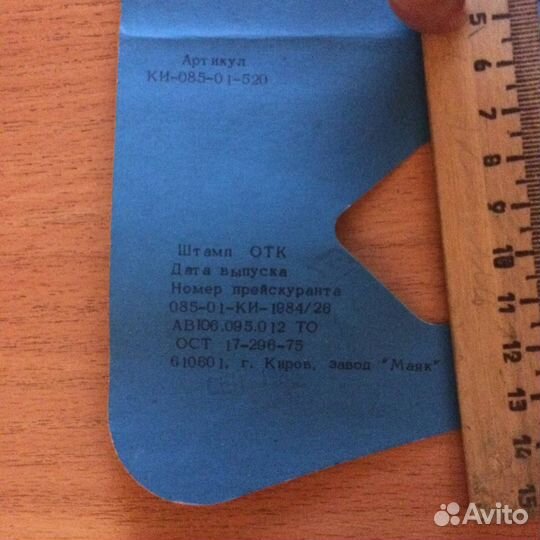 Артикул
КИ-085-01-520
Штамп ОТК
Дата выпуска
Номер прейскуранта
085-01-КИ-1984/26
АВ106.095.012 ТО
ОСТ 17-296-75
610601, г. Киров, завод "Маяк"
5
6
7
8
9
10
11
12
13
14
15
Avito